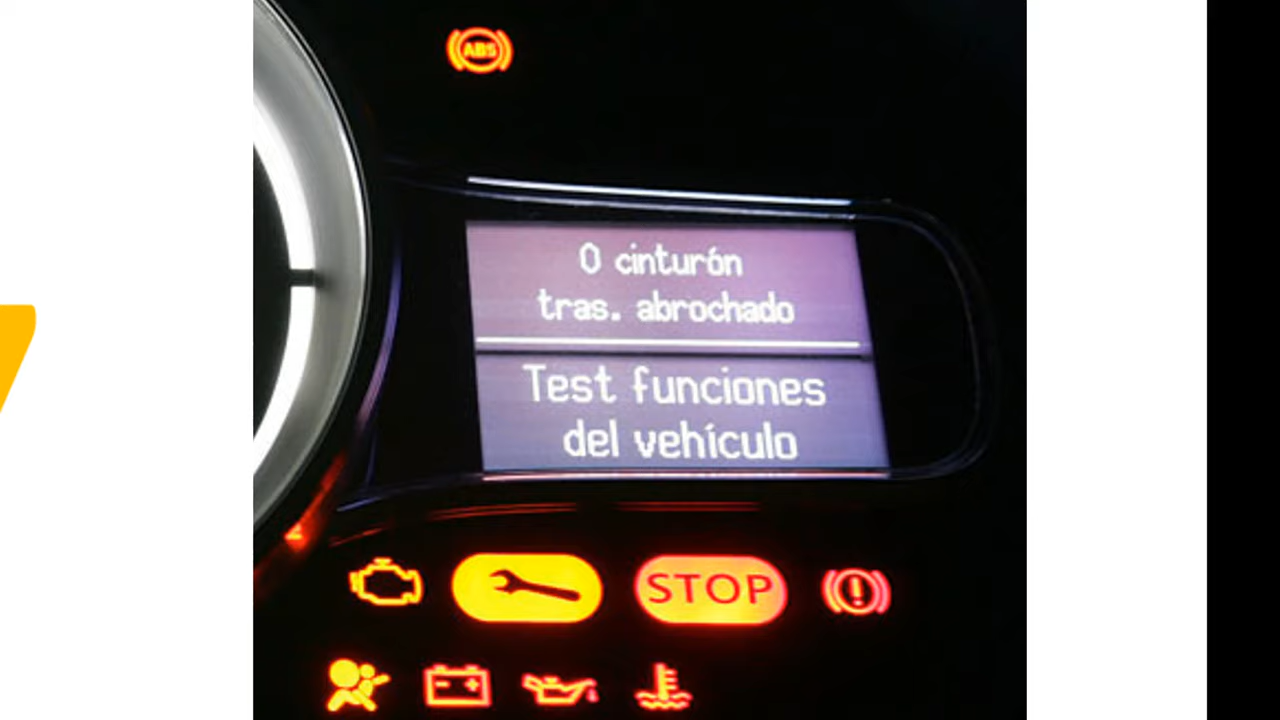 ABS
0 cinturón
tras. abrochado
Test funciones
del vehículo
STOP